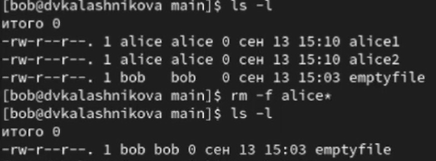 [bob@dvkalashnikova main]$ ls -l
итого 0
-rw-r--r--. 1 alice alice 0 сен 13 15:10 alice1
-rw-r--r--. 1 alice alice 0 сен 13 15:10 alice2
-rw-r--r--. 1 bob   bob   0 сен 13 15:03 emptyfile
[bob@dvkalashnikova main]$ rm -f alice*
[bob@dvkalashnikova main]$ ls -l
итого 0
-rw-r--r--. 1 bob bob 0 сен 13 15:03 emptyfile